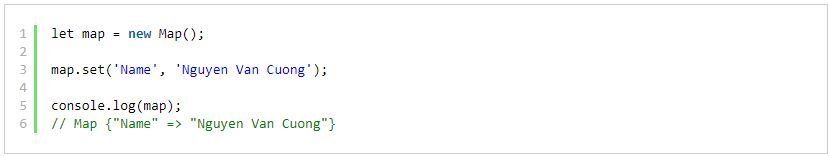 1 let map = new Map();
2
3 map.set('Name', 'Nguyen Van Cuong');
4
5 console.log(map);
6 // Map {"Name" => "Nguyen Van Cuong"}